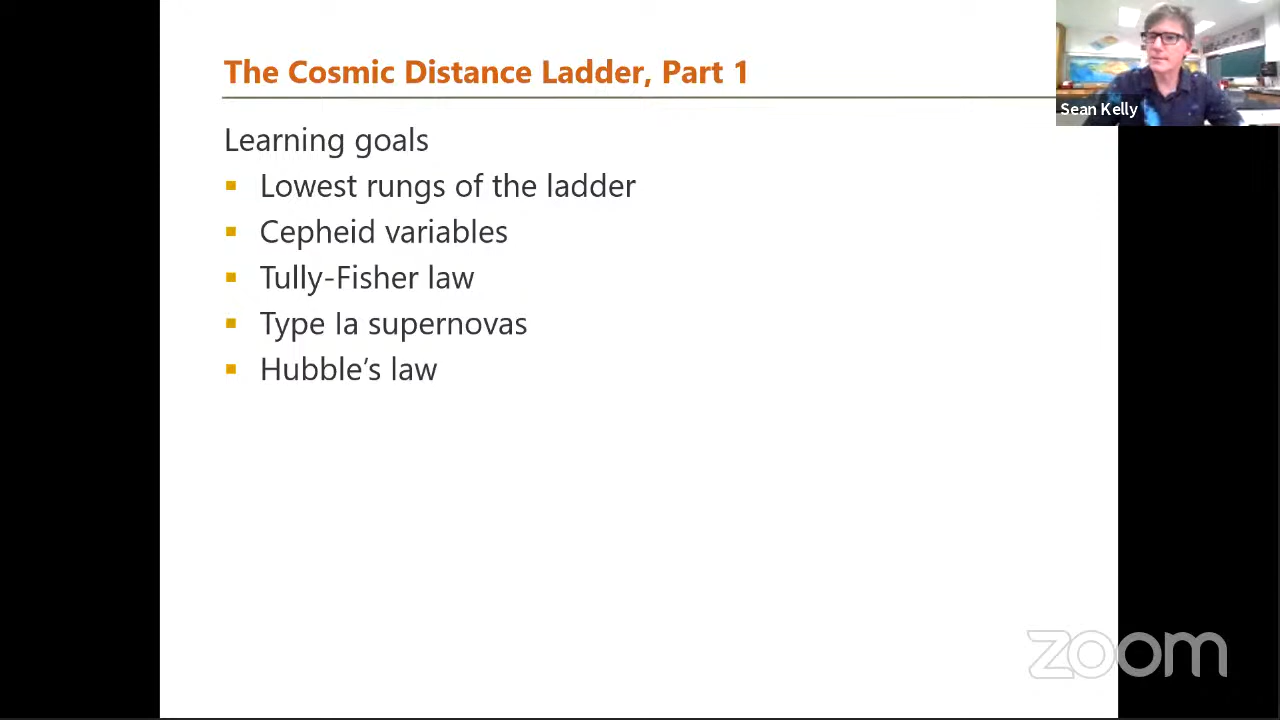 The Cosmic Distance Ladder, Part 1
Sean Kelly
Learning goals
▪ Lowest rungs of the ladder
▪ Cepheid variables
▪ Tully-Fisher law
▪ Type Ia supernovas
▪ Hubble’s law
zoom